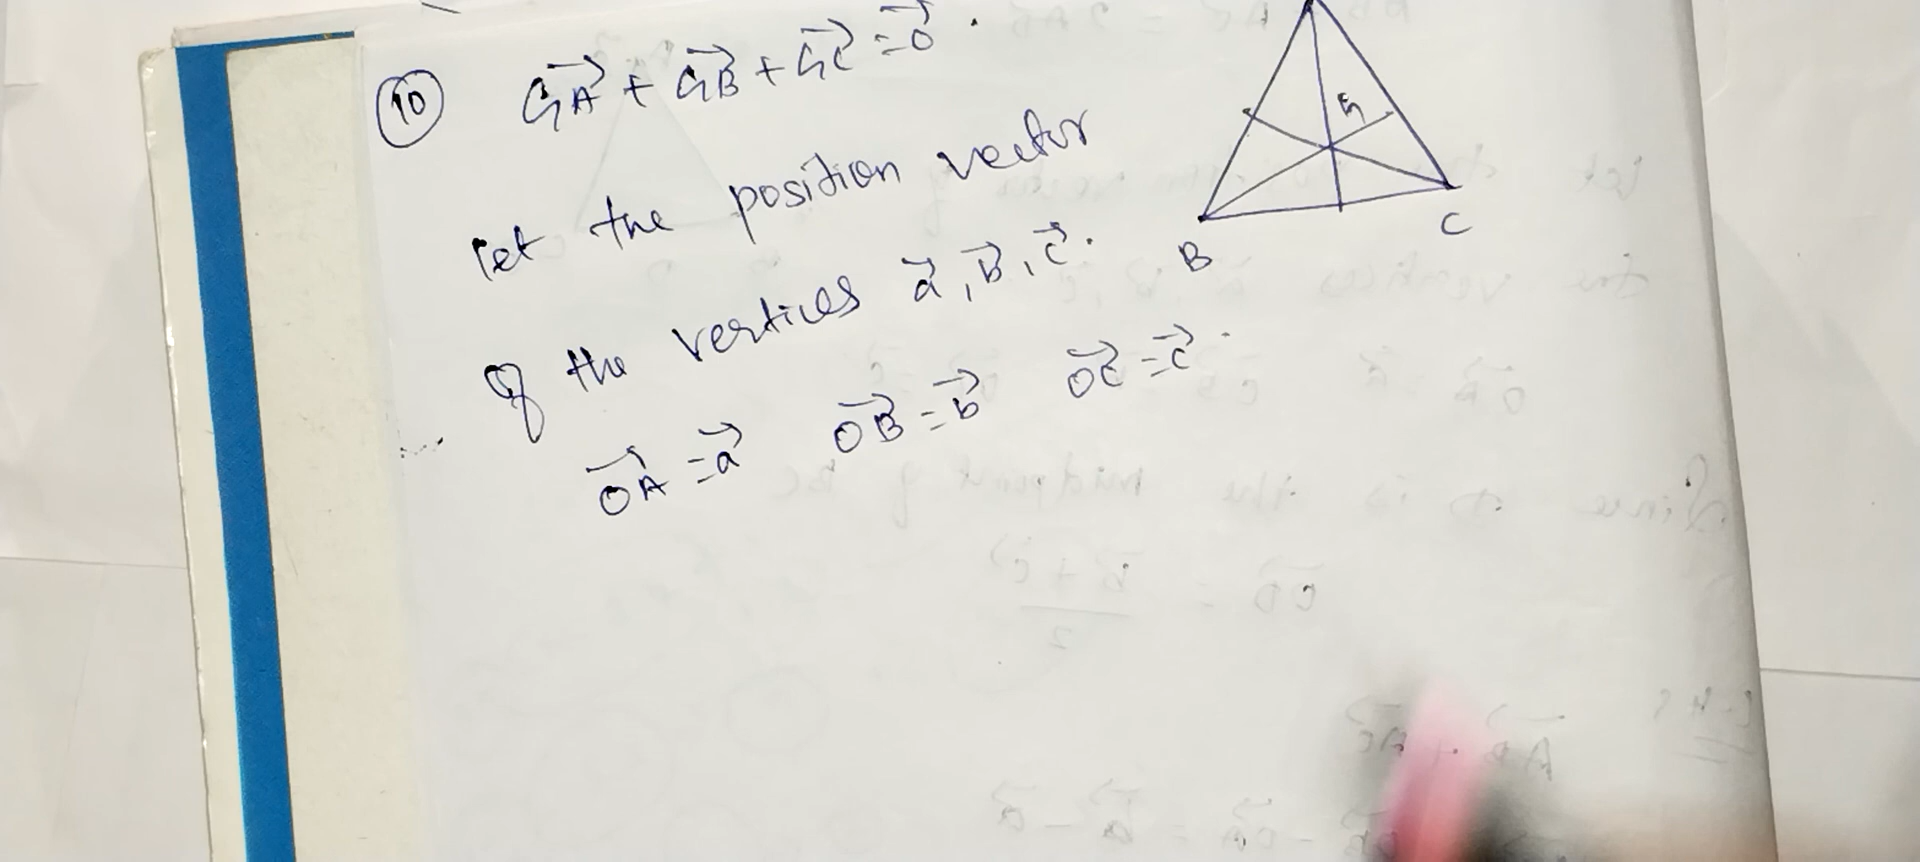 10 GA⃗ + GB⃗ + GC⃗ = 0⃗ .
let the position vector
of the vertices a⃗, b⃗, c⃗.
OA⃗ = a⃗ OB⃗ = b⃗ OC⃗ = c⃗.
G
B
C